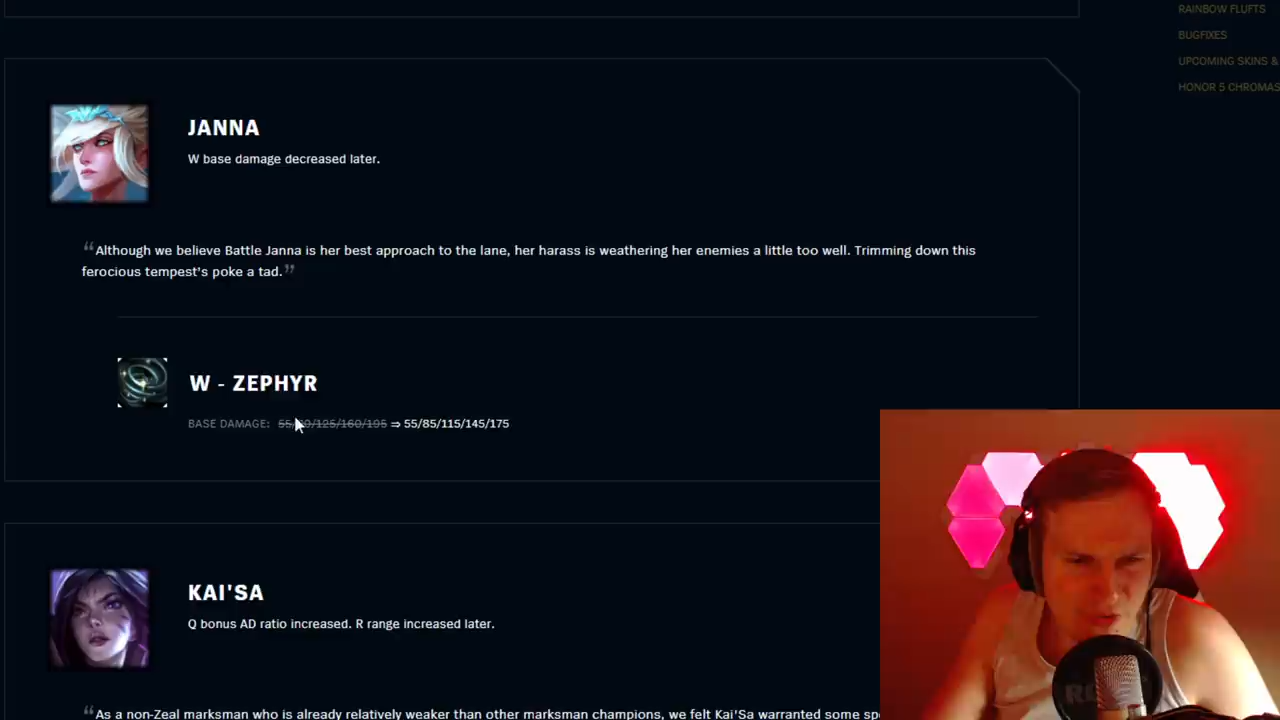 RAINBOW FLUFTS
BUGFIXES
UPCOMING SKINS &
HONOR 5 CHROMAS
JANNA
W base damage decreased later.
“Although we believe Battle Janna is her best approach to the lane, her harass is weathering her enemies a little too well. Trimming down this
ferocious tempest's poke a tad.”
W - ZEPHYR
BASE DAMAGE: 55/90/125/160/195 ⇒ 55/85/115/145/175
KAI'SA
Q bonus AD ratio increased. R range increased later.
“As a non-Zeal marksman who is already relatively weaker than other marksman champions, we felt Kai'Sa warranted some